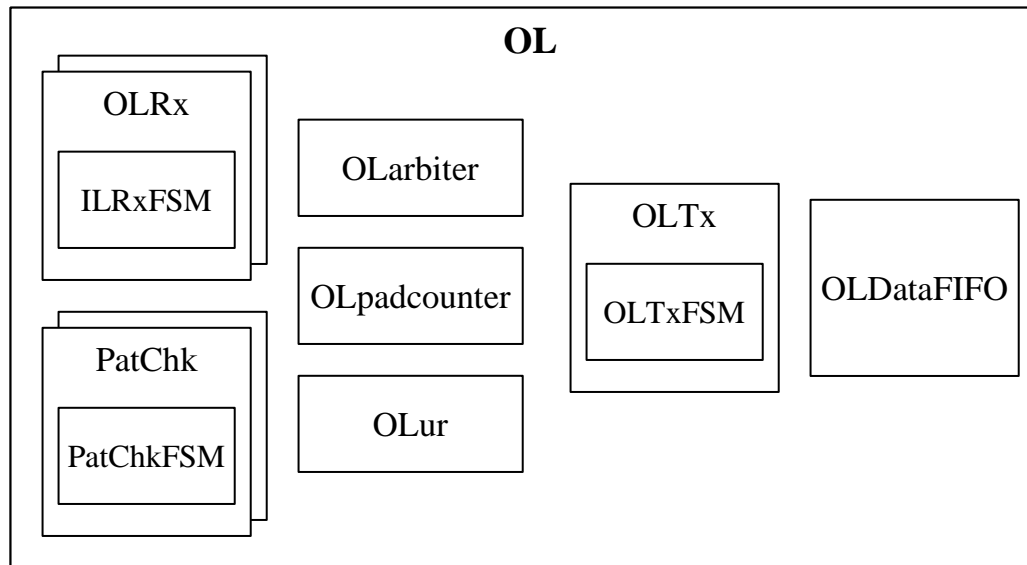 OL
OLRx
ILRxFSM
PatChk
PatChkFSM
OLarbiter
OLpadcounter
OLur
OLTx
OLTxFSM
OLDataFIFO